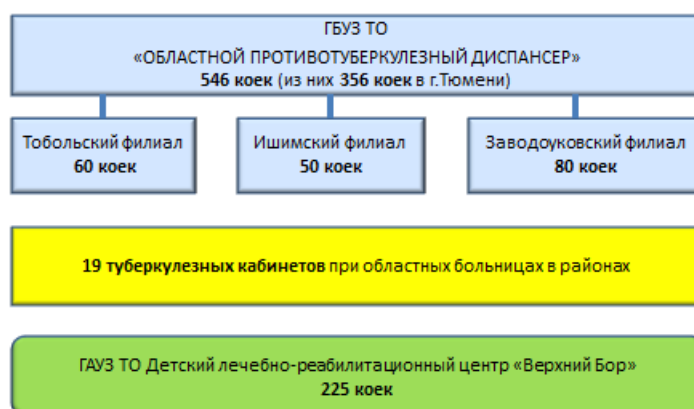 ГБУЗ ТО
«ОБЛАСТНОЙ ПРОТИВОТУБЕРКУЛЕЗНЫЙ ДИСПАНСЕР»
546 коек (из них 356 коек в г.Тюмени)
Тобольский филиал
60 коек
Ишимский филиал
50 коек
Заводоуковский филиал
80 коек
19 туберкулезных кабинетов при областных больницах в районах
ГАУЗ ТО Детский лечебно-реабилитационный центр «Верхний Бор»
225 коек